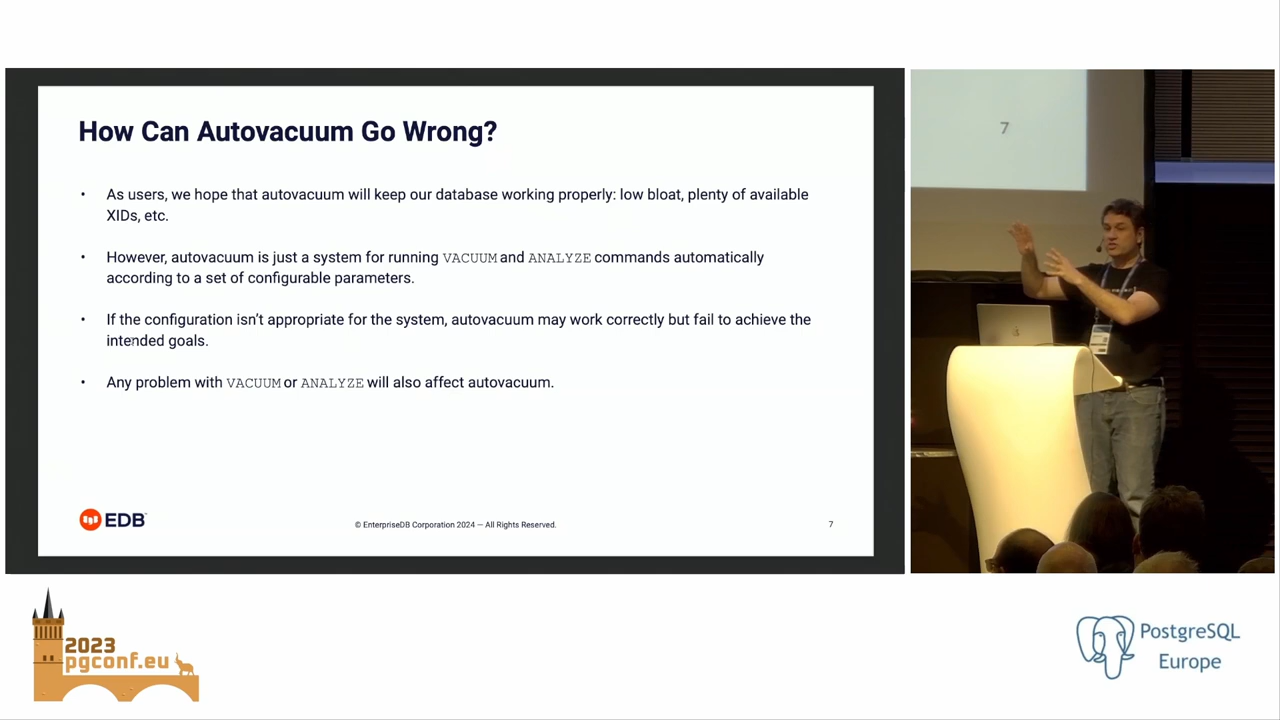 How Can Autovacuum Go Wrong?
• As users, we hope that autovacuum will keep our database working properly: low bloat, plenty of available
XIDs, etc.
• However, autovacuum is just a system for running VACUUM and ANALYZE commands automatically
according to a set of configurable parameters.
• If the configuration isn’t appropriate for the system, autovacuum may work correctly but fail to achieve the
intended goals.
• Any problem with VACUUM or ANALYZE will also affect autovacuum.
EDB™
© EnterpriseDB Corporation 2024 — All Rights Reserved.
7
7
2023
pgconf.eu
PostgreSQL
Europe